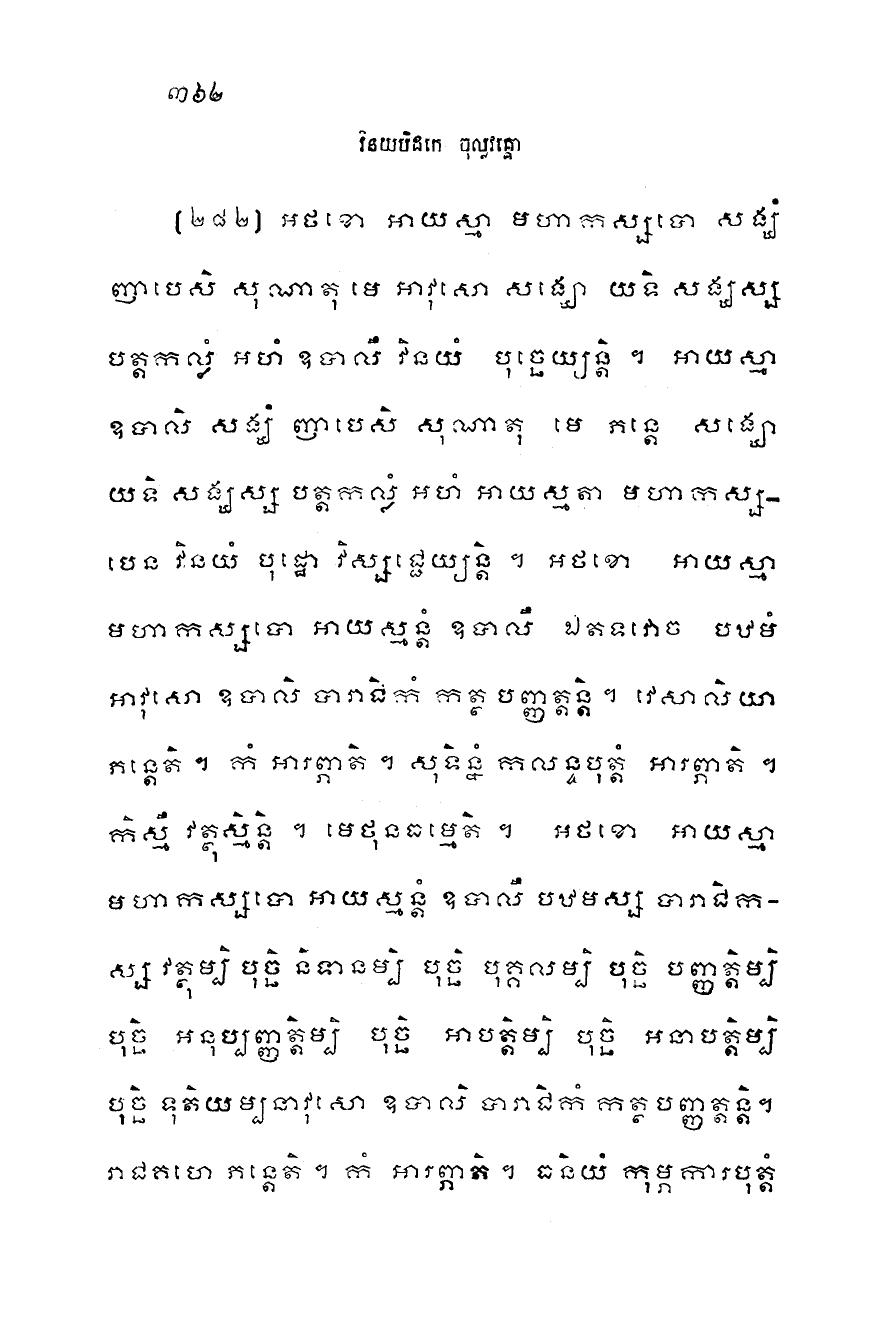 ៣៦២
វិនយបិដកេ ចុល្លវគ្គោ
(២៨២) អថខោ អាយស្មា មហាកស្សបោ សង្ឃំ
ញាបេសិ សុណាតុ មេ អាវុសោ សង្ឃោ យទិ សង្ឃស្ស
បត្តកល្លំ អហំ ឧបាលឹ វិនយំ បុច្ឆេយ្យន្តិ ។ អាយស្មា
ឧបាលិ សង្ឃំ ញាបេសិ សុណាតុ មេ ភន្តេ សង្ឃោ
យទិ សង្ឃស្ស បត្តកល្លំ អហំ អាយស្មតា មហាកស្ស-
បេន វិនយំ បុដ្ឋោ វិស្សជ្ជេយ្យន្តិ ។ អថខោ អាយស្មា
មហាកស្សបោ អាយស្មន្តំ ឧបាលឹ ឯតទវោច បឋមំ
អាវុសោ ឧបាលិ បារាជិកំ កត្ថ បញ្ញត្តន្តិ ។ វេសាលិយា
ភន្តេតិ ។ កំ អារព្ភាតិ ។ សុទិន្នំ កលន្ទបុត្តំ អារព្ភាតិ ។
កិស្មឹ វត្ថុស្មិន្តិ ។ មេថុនធម្មេតិ ។ អថខោ អាយស្មា
មហាកស្សបោ អាយស្មន្តំ ឧបាលឹ បឋមស្ស បារាជិក-
ស្ស វត្ថុម្បិ បុច្ឆិ និទានម្បិ បុច្ឆិ បុគ្គលម្បិ បុច្ឆិ បញ្ញត្តិម្បិ
បុច្ឆិ អនុប្បញ្ញត្តិម្បិ បុច្ឆិ អាបត្តិម្បិ បុច្ឆិ អនាបត្តិម្បិ
បុច្ឆិ ទុតិយម្បនាវុសោ ឧបាលិ បារាជិកំ កត្ថ បញ្ញត្តន្តិ។
រាជគហេ ភន្តេតិ ។ កំ អារព្ភាតិ ។ ធនិយំ កុម្ភការបុត្តំ